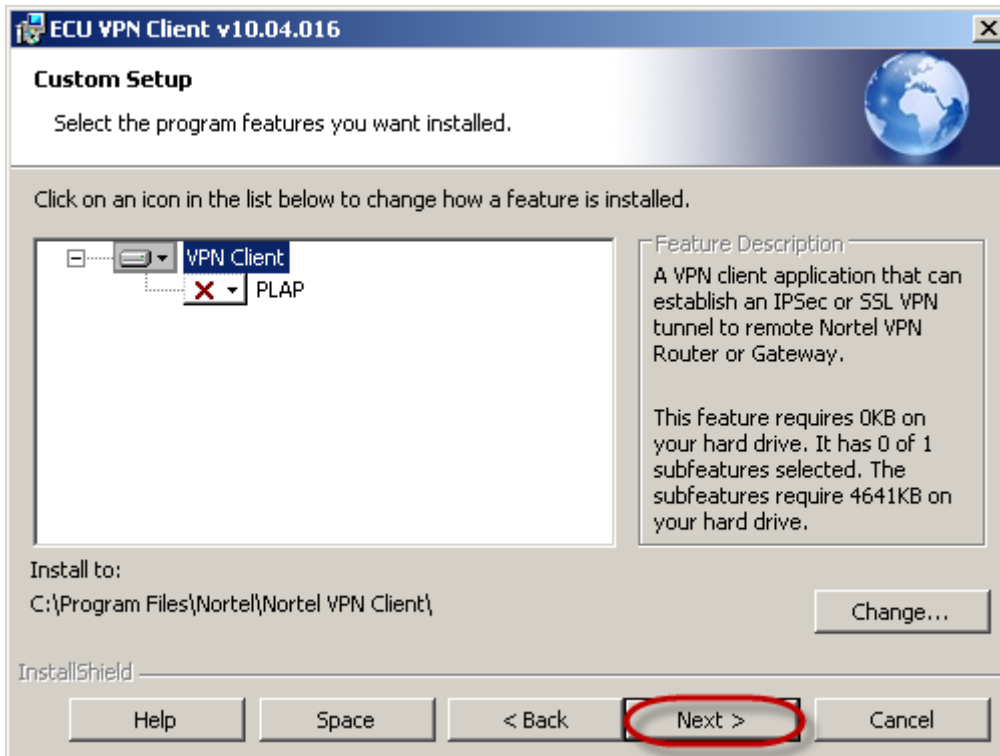 ECU VPN Client v10.04.016
Custom Setup
Select the program features you want installed.
Click on an icon in the list below to change how a feature is installed.
VPN Client
PLAP
Feature Description
A VPN client application that can
establish an IPSec or SSL VPN
tunnel to remote Nortel VPN
Router or Gateway.
This feature requires 0KB on
your hard drive. It has 0 of 1
subfeatures selected. The
subfeatures require 4641KB on
your hard drive.
Install to:
C:\Program Files\Nortel\Nortel VPN Client\
Change...
InstallShield
Help
Space
< Back
Next >
Cancel